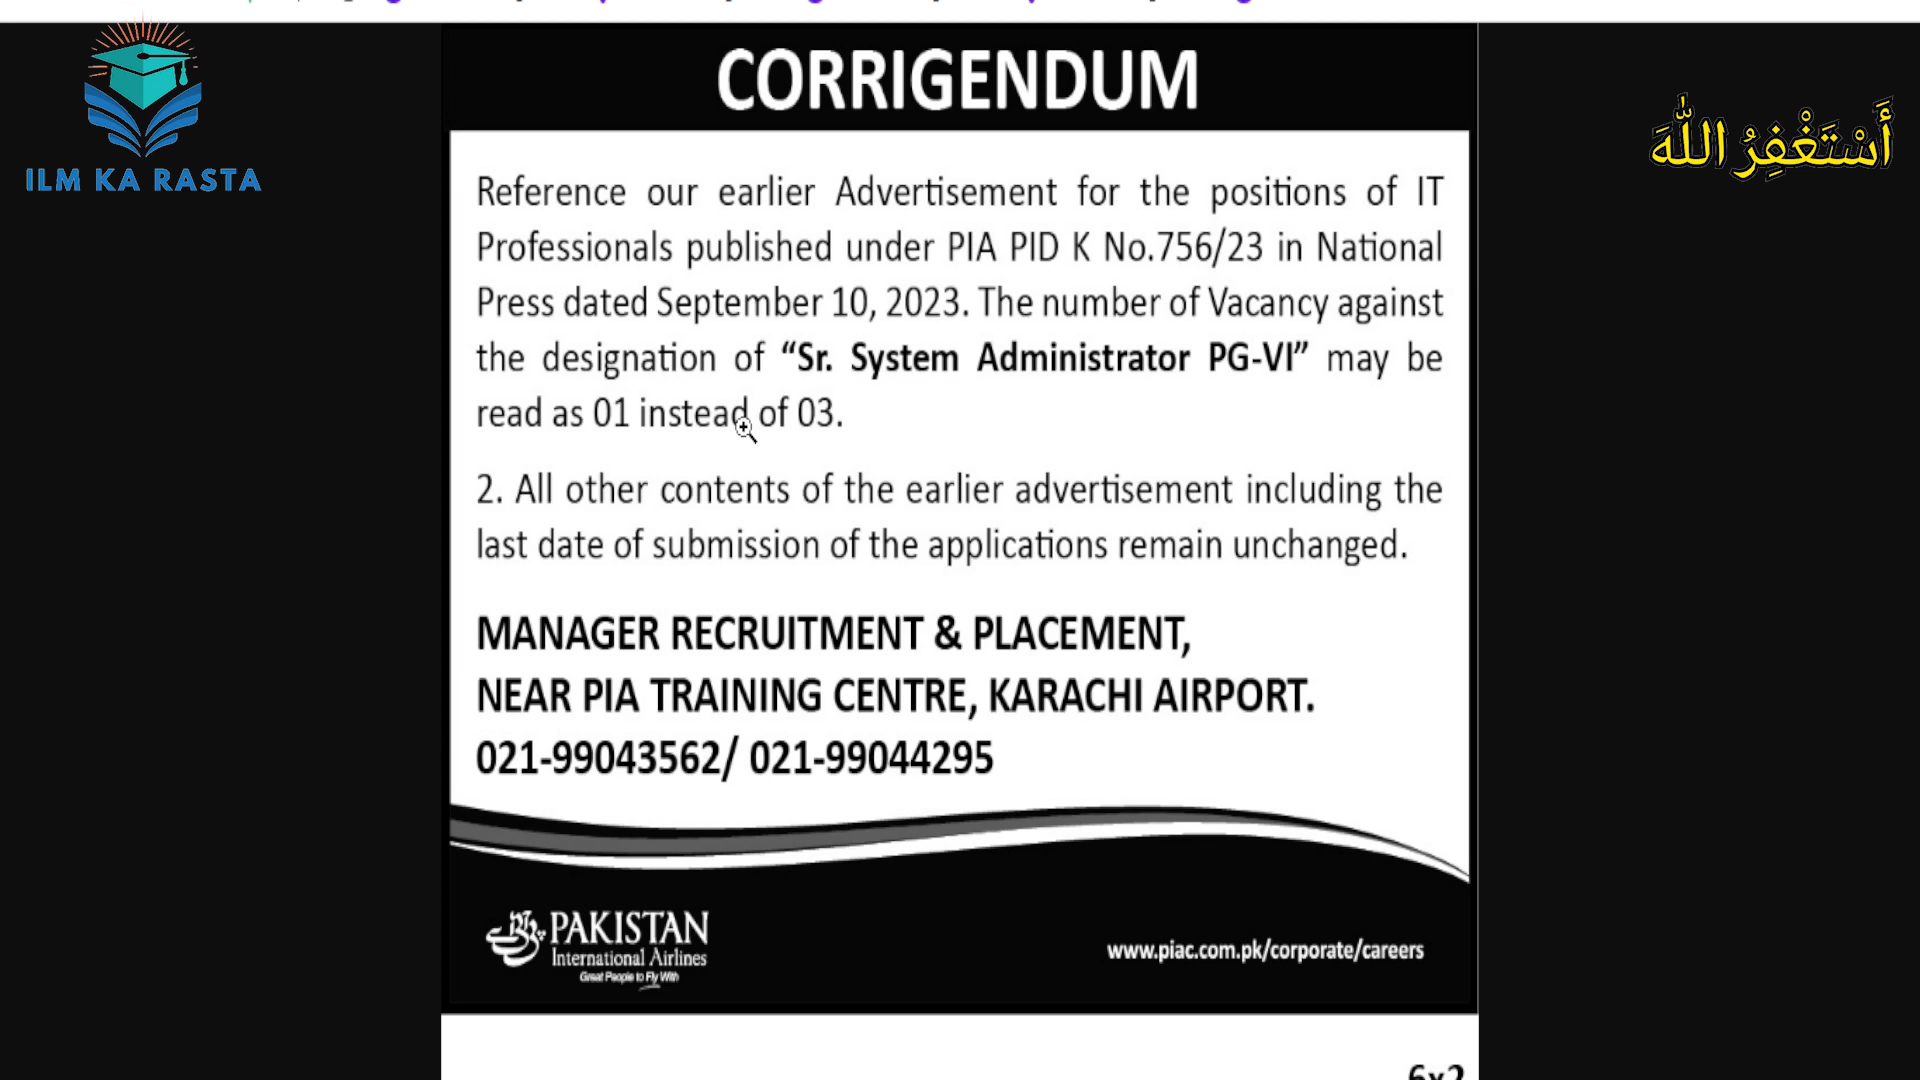 CORRIGENDUM
ILM KA RASTA
أَسْتَغْفِرُ اللّٰهَ
Reference our earlier Advertisement for the positions of IT
Professionals published under PIA PID K No.756/23 in National
Press dated September 10, 2023. The number of Vacancy against
the designation of “Sr. System Administrator PG-VI” may be
read as 01 instead of 03.
2. All other contents of the earlier advertisement including the
last date of submission of the applications remain unchanged.
MANAGER RECRUITMENT & PLACEMENT,
NEAR PIA TRAINING CENTRE, KARACHI AIRPORT.
021-99043562/ 021-99044295
PAKISTAN
International Airlines
Great People to Fly With
www.piac.com.pk/corporate/careers
6x2